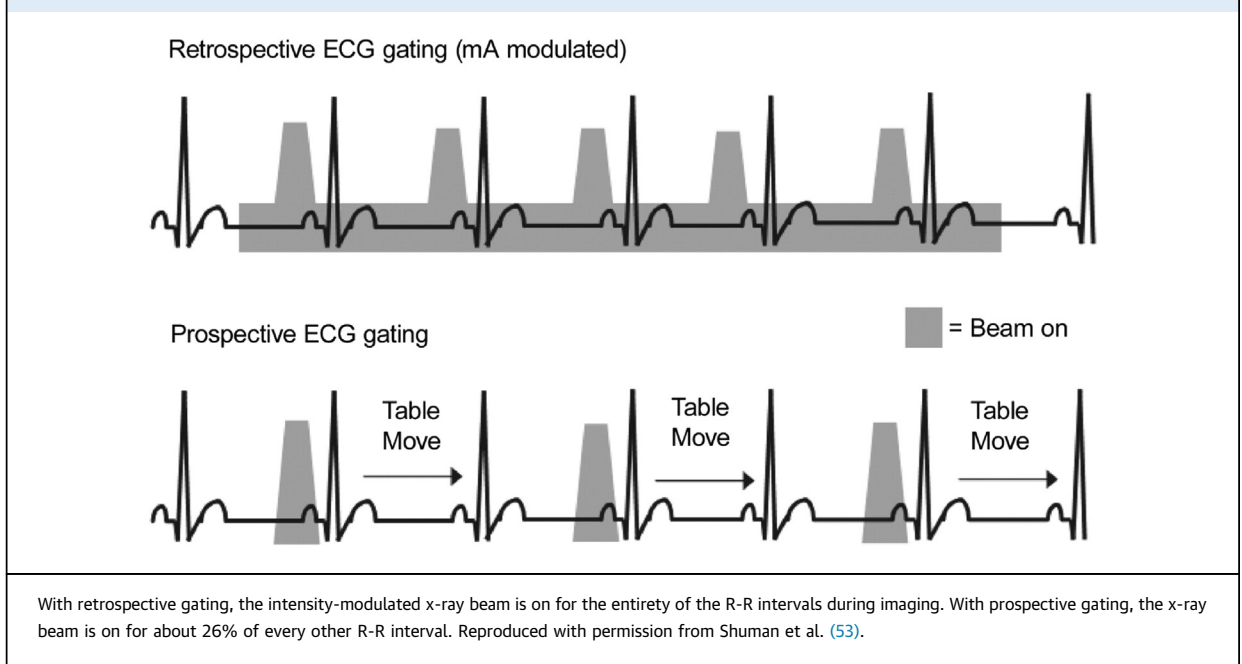 Retrospective ECG gating (mA modulated)
Prospective ECG gating
= Beam on
Table
Move
Table
Move
Table
Move
With retrospective gating, the intensity-modulated x-ray beam is on for the entirety of the R-R intervals during imaging. With prospective gating, the x-ray
beam is on for about 26% of every other R-R interval. Reproduced with permission from Shuman et al. (53).